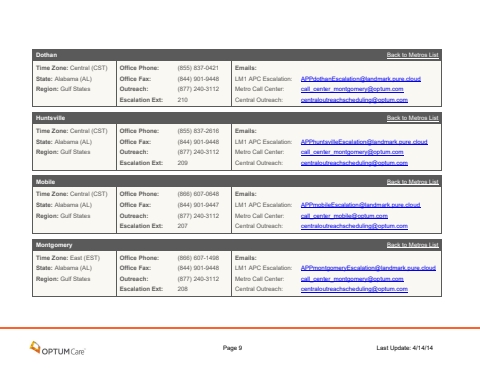 Dothan Back to Metros List
Time Zone: Central (CST) Office Phone: (855) 837-0421 Emails:
State: Alabama (AL) Office Fax: (844) 901-9448 LM1 APC Escalation: APPdothanEscalation@landmark.pure.cloud
Region: Gulf States Outreach: (877) 240-3112 Metro Call Center: call_center_montgomery@optum.com
Escalation Ext: 210 Central Outreach: centraloutreachscheduling@optum.com
Huntsville Back to Metros List
Time Zone: Central (CST) Office Phone: (855) 837-2616 Emails:
State: Alabama (AL) Office Fax: (844) 901-9448 LM1 APC Escalation: APPhuntsvilleEscalation@landmark.pure.cloud
Region: Gulf States Outreach: (877) 240-3112 Metro Call Center: call_center_montgomery@optum.com
Escalation Ext: 209 Central Outreach: centraloutreachscheduling@optum.com
Mobile Back to Metros List
Time Zone: Central (CST) Office Phone: (866) 607-0648 Emails:
State: Alabama (AL) Office Fax: (844) 901-9447 LM1 APC Escalation: APPmobileEscalation@landmark.pure.cloud
Region: Gulf States Outreach: (877) 240-3112 Metro Call Center: call_center_mobile@optum.com
Escalation Ext: 207 Central Outreach: centraloutreachscheduling@optum.com
Montgomery Back to Metros List
Time Zone: East (EST) Office Phone: (866) 607-1498 Emails:
State: Alabama (AL) Office Fax: (844) 901-9448 LM1 APC Escalation: APPmontgomeryEscalation@landmark.pure.cloud
Region: Gulf States Outreach: (877) 240-3112 Metro Call Center: call_center_montgomery@optum.com
Escalation Ext: 208 Central Outreach: centraloutreachscheduling@optum.com
OPTUMCare Page 9 Last Update: 4/14/14